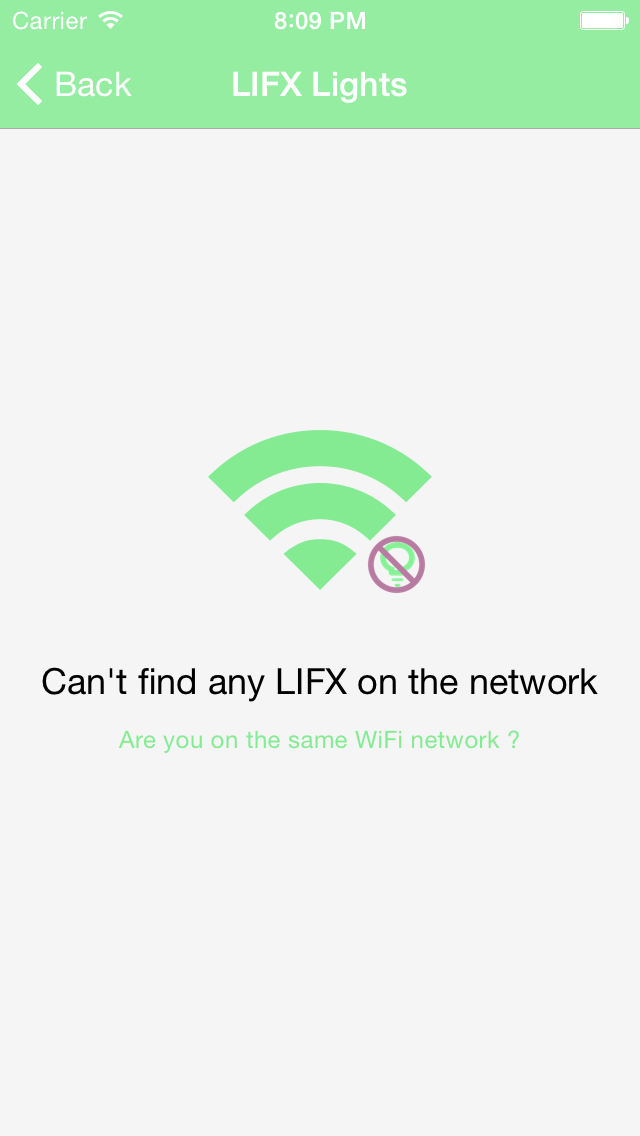 Carrier 8:09 PM
Back LIFX Lights
Can't find any LIFX on the network
Are you on the same WiFi network ?